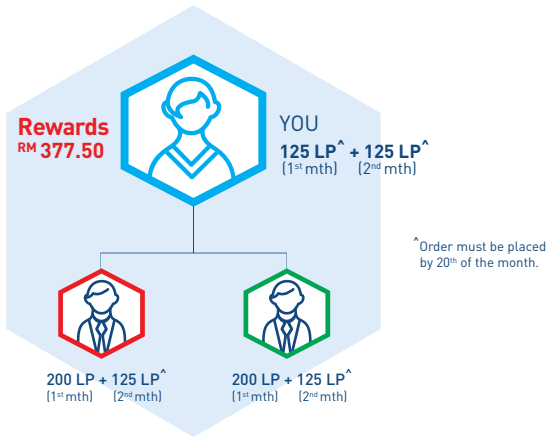 Rewards
RM 377.50
YOU
125 LP^ + 125 LP^
(1st mth) (2nd mth)
^Order must be placed
by 20th of the month.
200 LP + 125 LP^
(1st mth) (2nd mth)
200 LP + 125 LP^
(1st mth) (2nd mth)